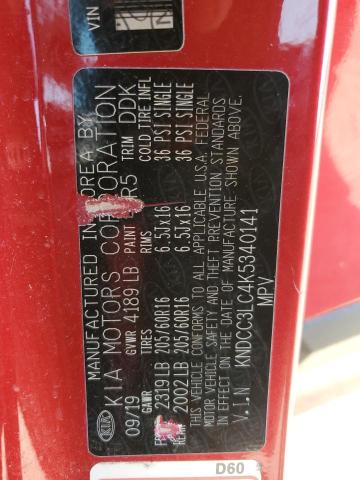 VIN
MANUFACTURED IN KOREA BY
KIA MOTORS CORPORATION
KIA
09/19 GVWR 4189 LB PAINT R5 TRIM DDK
GAWR TIRES RIMS COLD TIRE INFL
2319 LB 205/60R16 6.5JX16 36 PSI SINGLE
REAR 2002 LB 205/60R16 6.5JX16 36 PSI SINGLE
THIS VEHICLE CONFORMS TO ALL APPLICABLE U.S.A. FEDERAL
MOTOR VEHICLE SAFETY AND THEFT PREVENTION STANDARDS
IN EFFECT ON THE DATE OF MANUFACTURE SHOWN ABOVE.
V.I.N KNDCC3LC4K5340141
MPV
D60